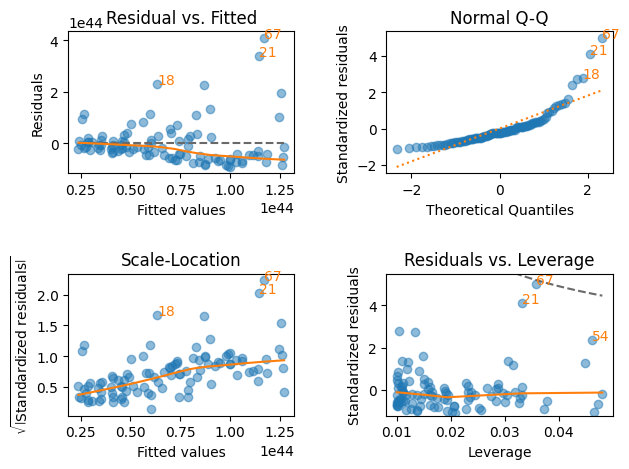 Residual vs. Fitted
1e44
4
2
0
Residuals
67
21
18
0.25
0.50
0.75
1.00
1.25
1e44
Fitted values
Normal Q-Q
4
2
0
−2
Standardized residuals
67
21
18
0
2
−2
Theoretical Quantiles
Scale-Location
2.0
1.5
1.0
0.5
√|Standardized residuals|
67
21
18
0.25
0.50
0.75
1.00
1.25
1e44
Fitted values
Residuals vs. Leverage
4
2
0
Standardized residuals
67
21
54
0.01
0.02
0.04
Leverage